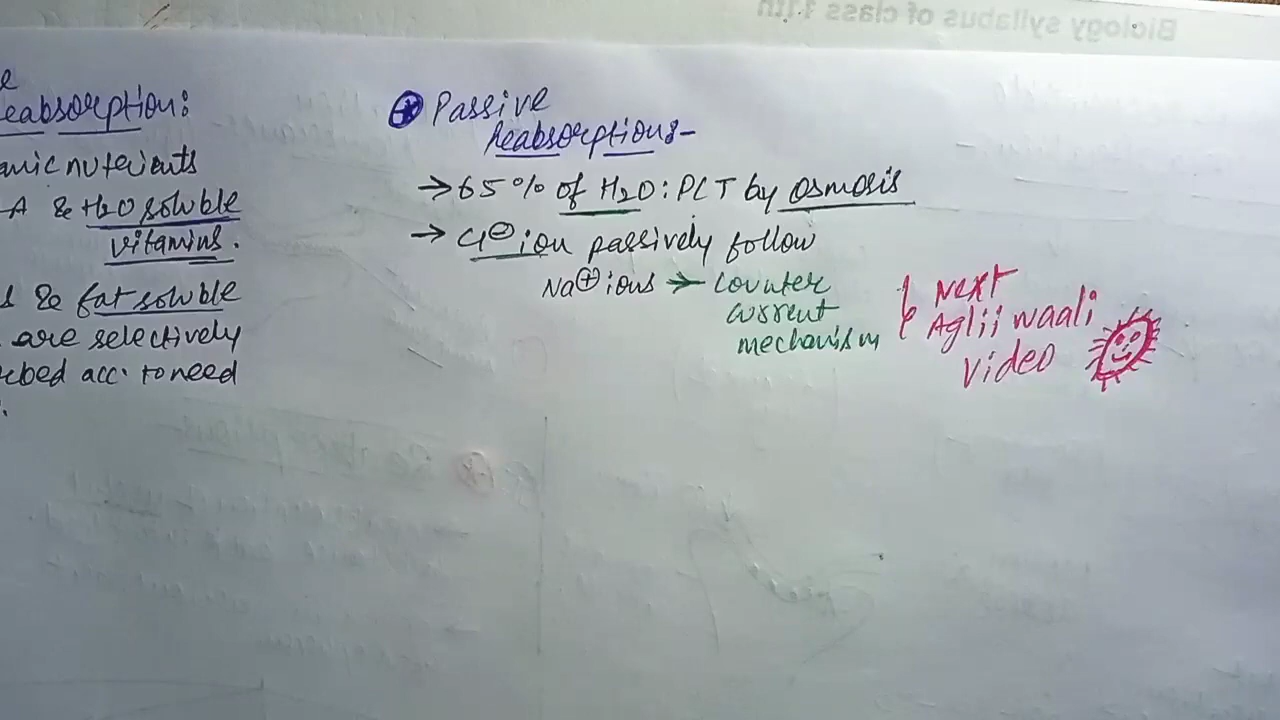 Biology syllabus of class 11th
eabsorption:
anic nutrients
-A & H2O soluble
vitamins.
& fat soluble
are selectively
rbed acc. to need
Passive
Reabsorptions-
→ 65% of H2O: PCT by osmosis
→ Cl⊖ ion passively follow
Na⊕ ions → counter
current
mechanism
Next
Aglii waali
video